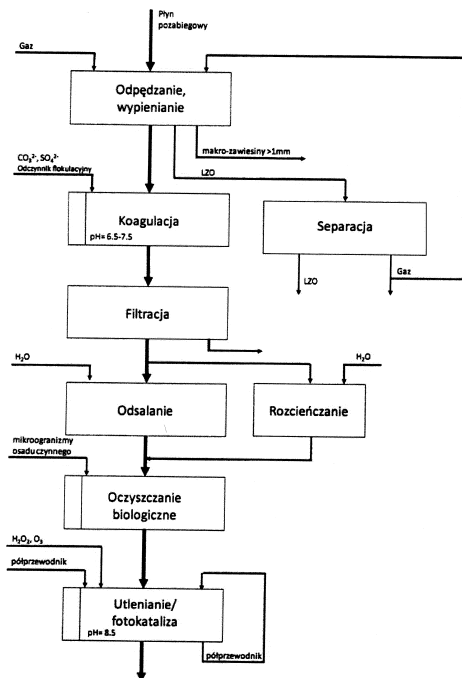 Płyn
pozabiegowy
Gaz
Odpędzanie,
wypienianie
makro-zawiesiny >1mm
LZO
CO₃²⁻, SO₄²⁻
Odczynnik flokulacyjny
Koagulacja
pH= 6.5-7.5
Separacja
LZO
Gaz
Filtracja
H₂O
H₂O
Odsalanie
Rozcieńczanie
mikroogranizmy
osadu czynnego
Oczyszczanie
biologiczne
H₂O₂, O₃
półprzewodnik
Utlenianie/
fotokataliza
pH= 8.5
półprzewodnik